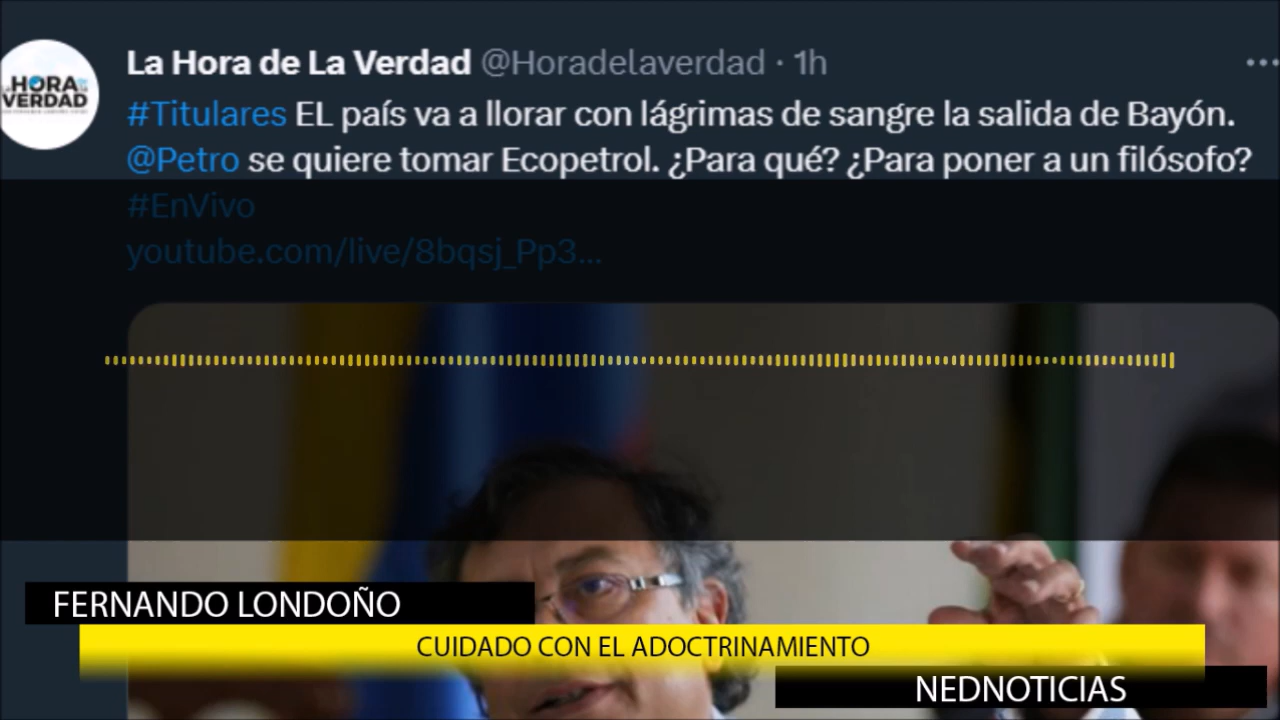 La Hora de La Verdad @Horadelaverdad · 1h
HORA
VERDAD
#Titulares EL país va a llorar con lágrimas de sangre la salida de Bayón.
@Petro se quiere tomar Ecopetrol. ¿Para qué? ¿Para poner a un filósofo?
#EnVivo
youtube.com/live/8bqsj_Pp3...
FERNANDO LONDOÑO
CUIDADO CON EL ADOCTRINAMIENTO
NEDNOTICIAS